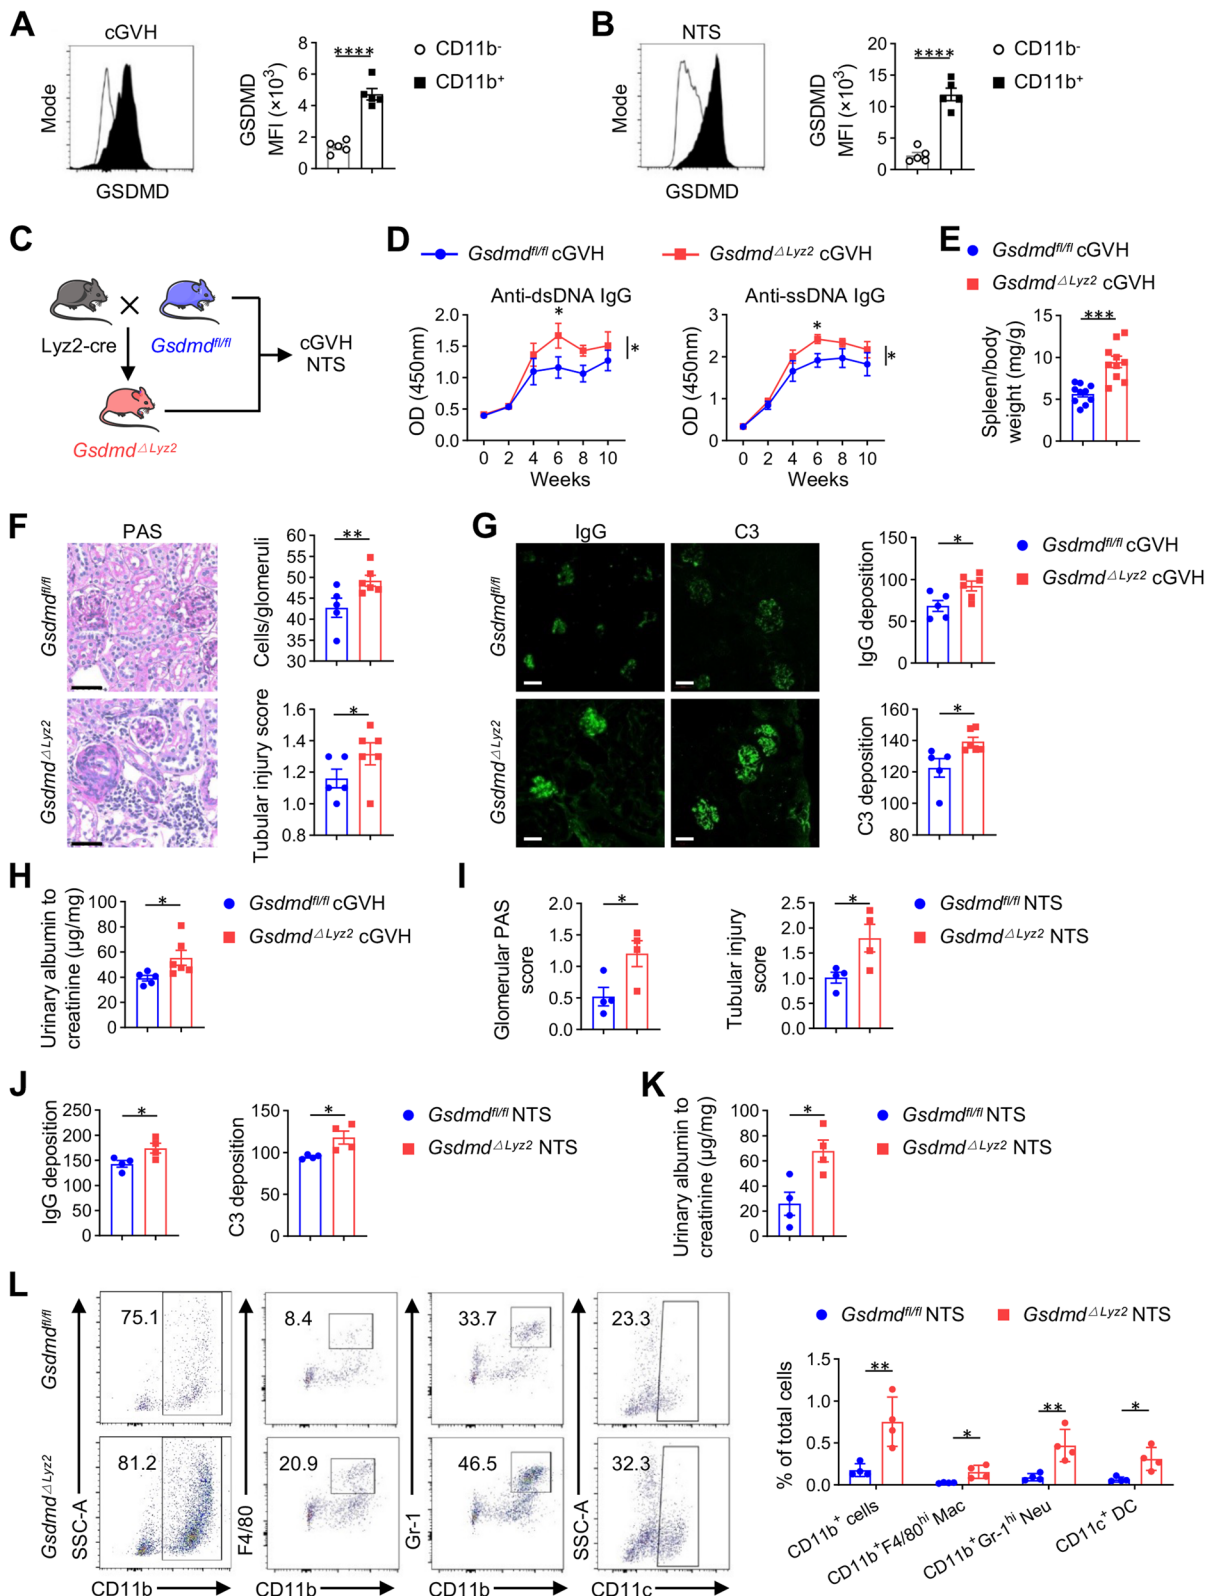 A
cGVH
Mode
GSDMD
GSDMD
MFI (×10³)
8
6
4
2
0
****
CD11b⁻
CD11b⁺
B
NTS
Mode
GSDMD
GSDMD
MFI (×10³)
20
15
10
5
0
****
CD11b⁻
CD11b⁺
C
Lyz2-cre
Gsdmd^fl/fl
cGVH
NTS
Gsdmd^△Lyz2
D
Gsdmd^fl/fl cGVH
Gsdmd^△Lyz2 cGVH
Anti-dsDNA IgG
OD (450nm)
2.0
1.5
1.0
0.5
0.0
*
*
0 2 4 6 8 10
Weeks
Anti-ssDNA IgG
OD (450nm)
3
2
1
0
*
*
0 2 4 6 8 10
Weeks
E
Gsdmd^fl/fl cGVH
Gsdmd^△Lyz2 cGVH
Spleen/body
weight (mg/g)
15
10
5
0
***
F
PAS
Gsdmd^fl/fl
Gsdmd^△Lyz2
Cells/glomeruli
60
55
50
45
40
35
30
**
Tubular injury score
1.6
1.4
1.2
1.0
0.8
*
G
IgG
C3
Gsdmd^fl/fl
Gsdmd^△Lyz2
IgG deposition
150
100
50
0
*
Gsdmd^fl/fl cGVH
Gsdmd^△Lyz2 cGVH
C3 deposition
160
140
120
100
80
*
H
Urinary albumin to
creatinine (μg/mg)
100
80
60
40
20
0
*
Gsdmd^fl/fl cGVH
Gsdmd^△Lyz2 cGVH
I
Glomerular PAS
score
2.0
1.5
1.0
0.5
0.0
*
Tubular injury
score
2.5
2.0
1.5
1.0
0.5
0.0
*
Gsdmd^fl/fl NTS
Gsdmd^△Lyz2 NTS
J
IgG deposition
250
200
150
100
50
0
*
C3 deposition
150
100
50
0
*
Gsdmd^fl/fl NTS
Gsdmd^△Lyz2 NTS
K
Urinary albumin to
creatinine (μg/mg)
100
80
60
40
20
0
*
Gsdmd^fl/fl NTS
Gsdmd^△Lyz2 NTS
L
Gsdmd^fl/fl
75.1
8.4
33.7
23.3
Gsdmd^△Lyz2
81.2
20.9
46.5
32.3
SSC-A
F4/80
Gr-1
SSC-A
CD11b
CD11b
CD11b
CD11c
Gsdmd^fl/fl NTS
Gsdmd^△Lyz2 NTS
% of total cells
1.5
1.0
0.5
0.0
**
*
**
*
CD11b⁺ cells
CD11b⁺F4/80^hi Mac
CD11b⁺Gr-1^hi Neu
CD11c⁺ DC